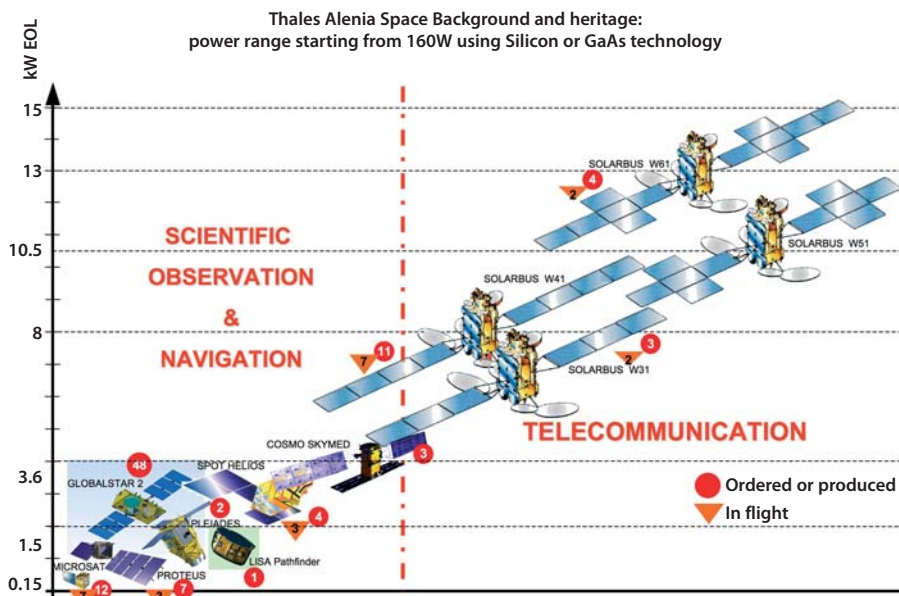 Thales Alenia Space Background and heritage:
power range starting from 160W using Silicon or GaAs technology
kW EOL
15
13
10.5
8
3.6
1.5
0.15
SCIENTIFIC
OBSERVATION
&
NAVIGATION
TELECOMMUNICATION
SOLARBUS W61
4
2
SOLARBUS W51
SOLARBUS W41
11
7
3
2
SOLARBUS W31
COSMO SKYMED
3
48
SPOT HELIOS
GLOBALSTAR 2
2
4
3
PLEIADES
LISA Pathfinder
1
MICROSAT
PROTEUS
12
7
Ordered or produced
In flight